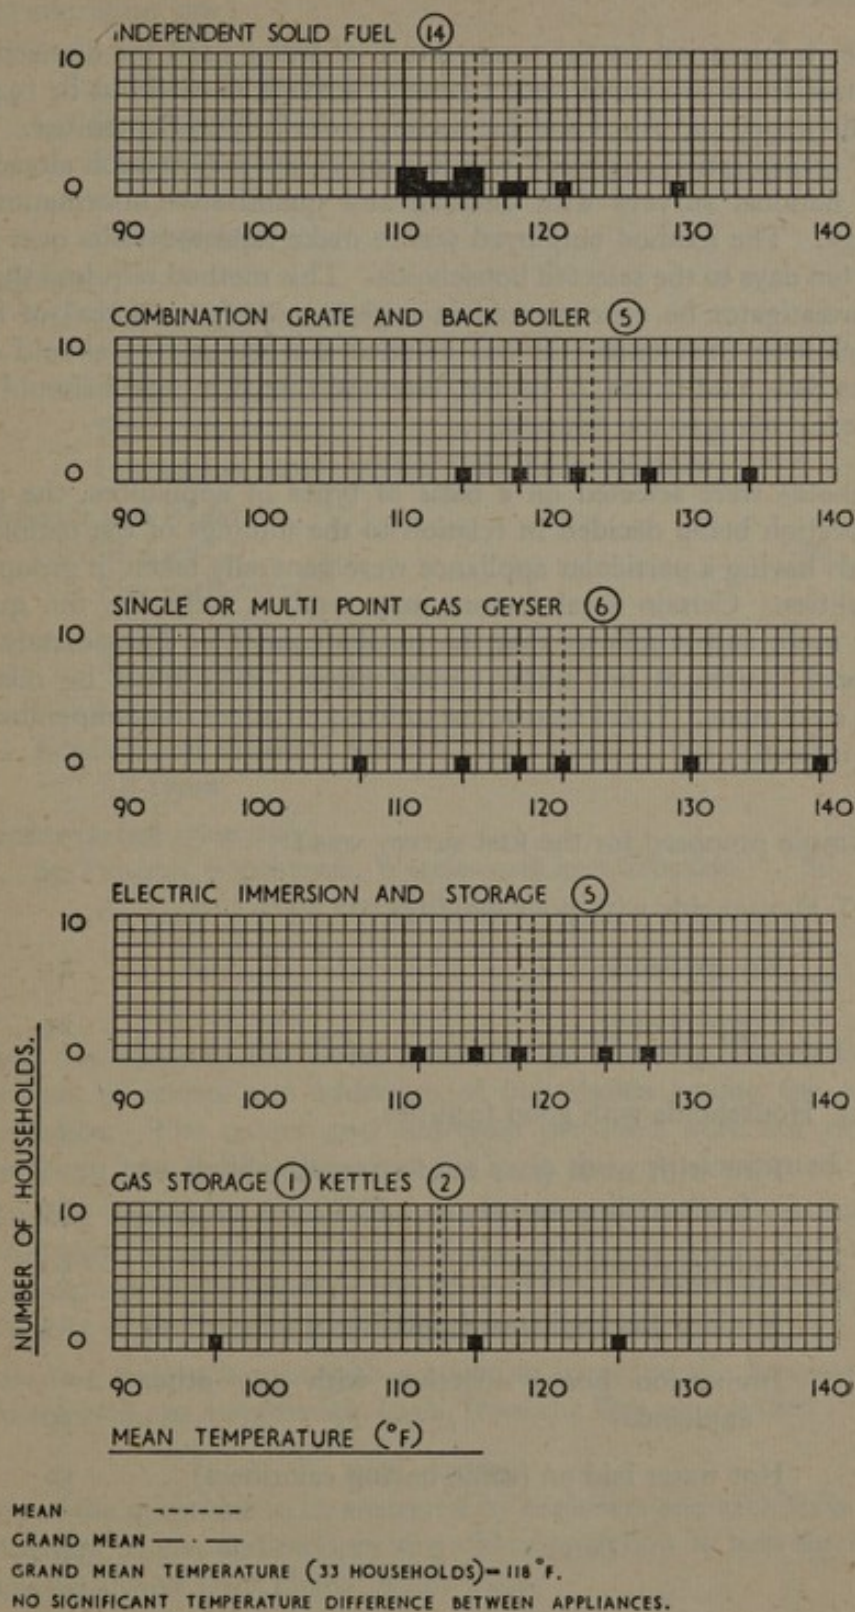 INDEPENDENT SOLID FUEL (14)
10
0
90 100 110 120 130 140
COMBINATION GRATE AND BACK BOILER (5)
10
0
90 100 110 120 130 140
SINGLE OR MULTI POINT GAS GEYSER (6)
10
0
90 100 110 120 130 140
ELECTRIC IMMERSION AND STORAGE (5)
10
0
90 100 110 120 130 140
GAS STORAGE (1) KETTLES (2)
10
0
90 100 110 120 130 140
NUMBER OF HOUSEHOLDS.
MEAN TEMPERATURE (°F)
MEAN
GRAND MEAN
GRAND MEAN TEMPERATURE (33 HOUSEHOLDS)= 118°F.
NO SIGNIFICANT TEMPERATURE DIFFERENCE BETWEEN APPLIANCES.